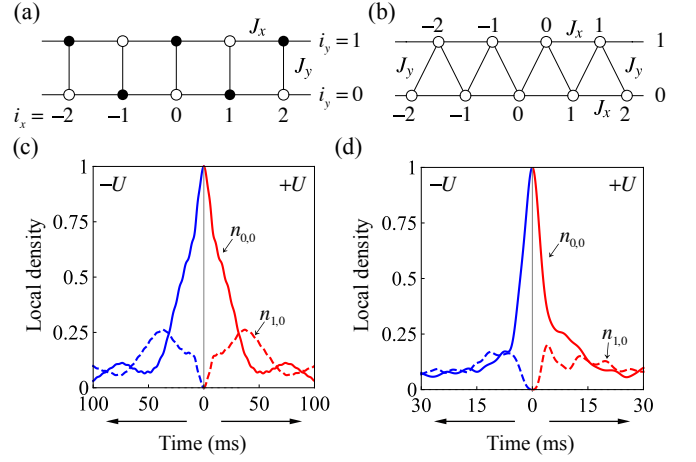 (a)
J_x
i_y = 1
J_y
i_y = 0
i_x = -2 -1 0 1 2
(b)
-2 -1 0 1
J_x
1
J_y J_y
0
-2 -1 0 1 J_x 2
(c)
1
−U +U
0.75
n_{0,0}
0.5
Local density
0.25
n_{1,0}
0
100 50 0 50 100
Time (ms)
(d)
1
−U +U
0.75
n_{0,0}
0.5
Local density
0.25
n_{1,0}
0
30 15 0 15 30
Time (ms)